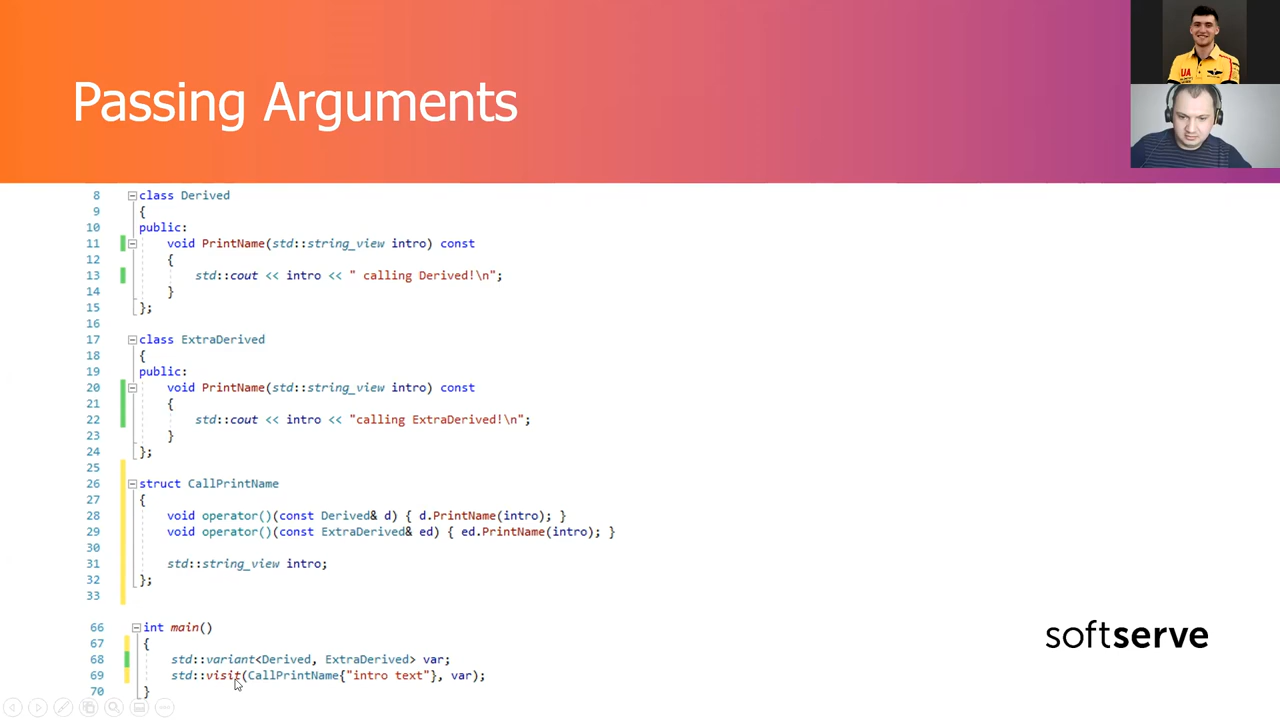 Passing Arguments
UA
8 class Derived
9 {
10 public:
11 void PrintName(std::string_view intro) const
12 {
13 std::cout << intro << " calling Derived!\n";
14 }
15 };
16
17 class ExtraDerived
18 {
19 public:
20 void PrintName(std::string_view intro) const
21 {
22 std::cout << intro << "calling ExtraDerived!\n";
23 }
24 };
25
26 struct CallPrintName
27 {
28 void operator()(const Derived& d) { d.PrintName(intro); }
29 void operator()(const ExtraDerived& ed) { ed.PrintName(intro); }
30
31 std::string_view intro;
32 };
33
66 int main()
67 {
68 std::variant<Derived, ExtraDerived> var;
69 std::visit(CallPrintName{"intro text"}, var);
70 }
softserve